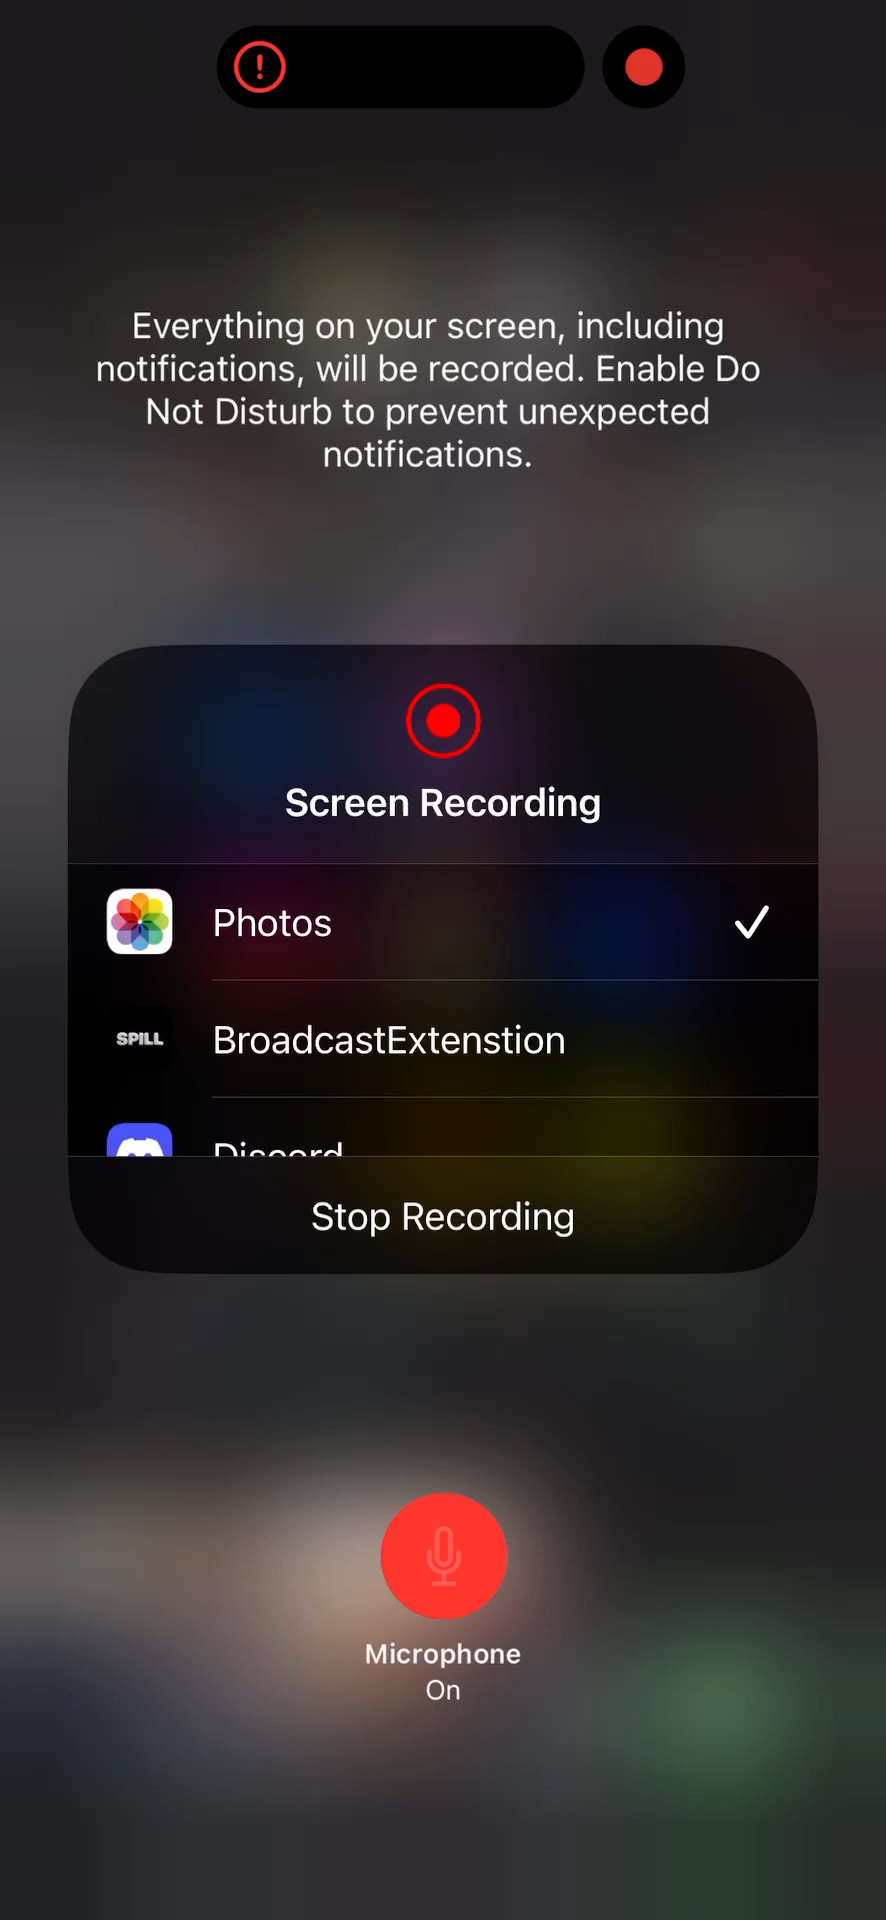 Everything on your screen, including
notifications, will be recorded. Enable Do
Not Disturb to prevent unexpected
notifications.
Screen Recording
Photos
SPILL
BroadcastExtenstion
Discord
Stop Recording
Microphone
On